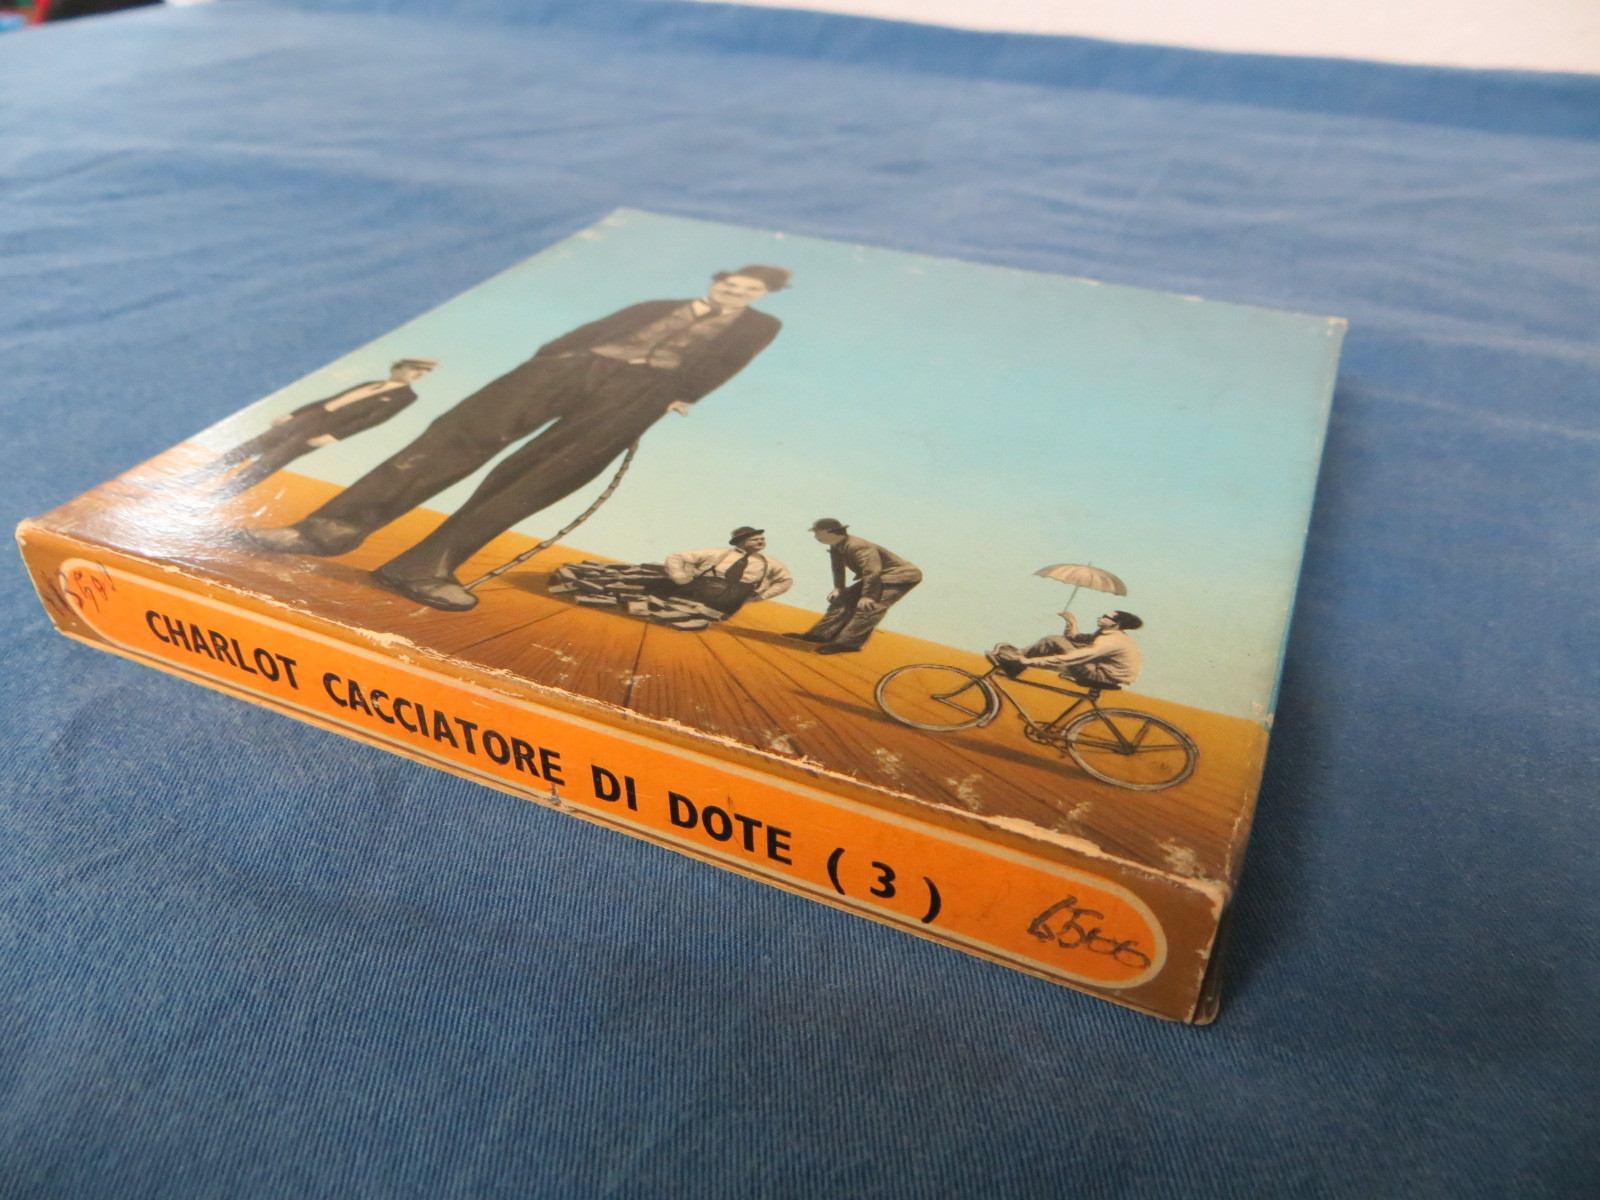 CHARLOT CACCIATORE DI DOTE (3)
6500